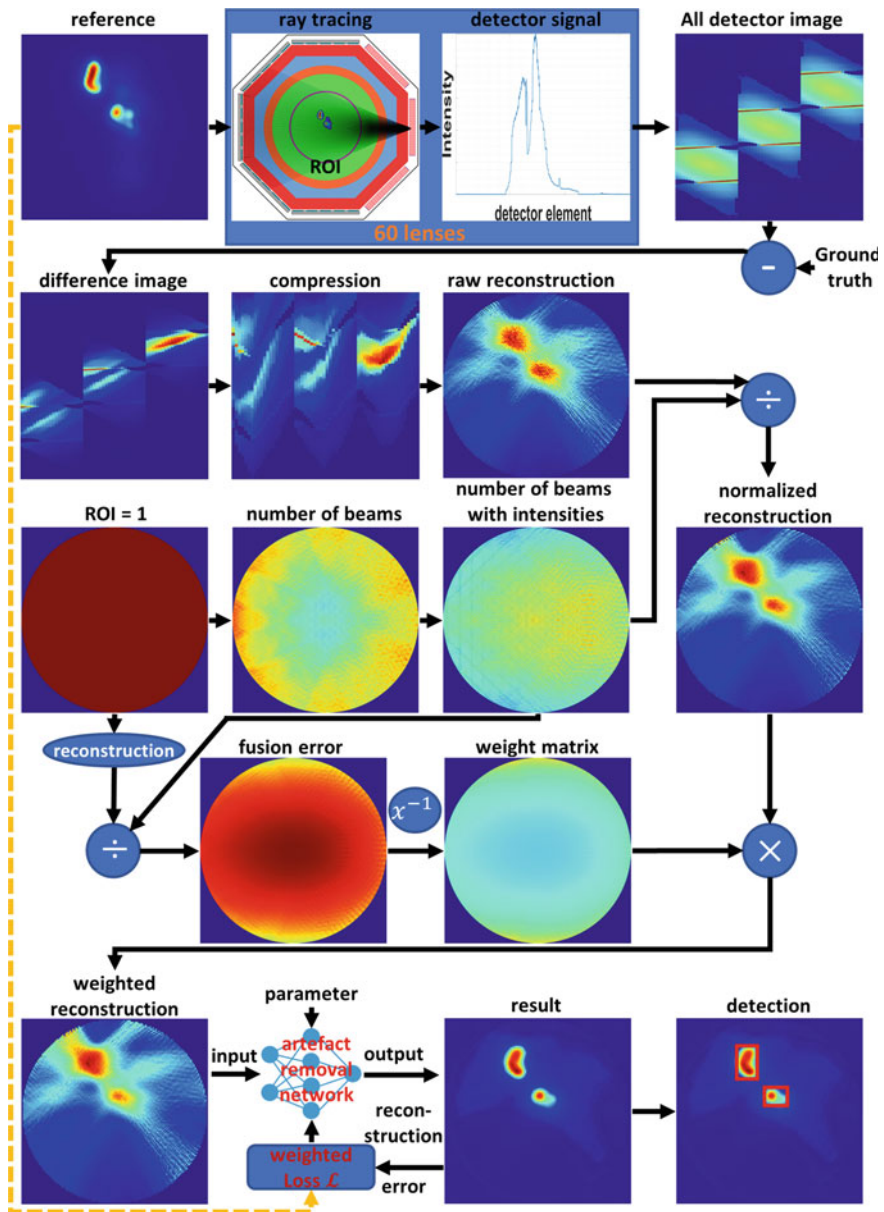 reference
ray tracing
detector signal
All detector image
ROI
Intensity
detector element
60 lenses
-
Ground
truth
difference image
compression
raw reconstruction
÷
ROI = 1
number of beams
number of beams
with intensities
normalized
reconstruction
reconstruction
fusion error
weight matrix
÷
x⁻¹
×
weighted
reconstruction
parameter
result
detection
input
artefact
removal
network
output
recon-
struction
error
weighted
Loss ℒ